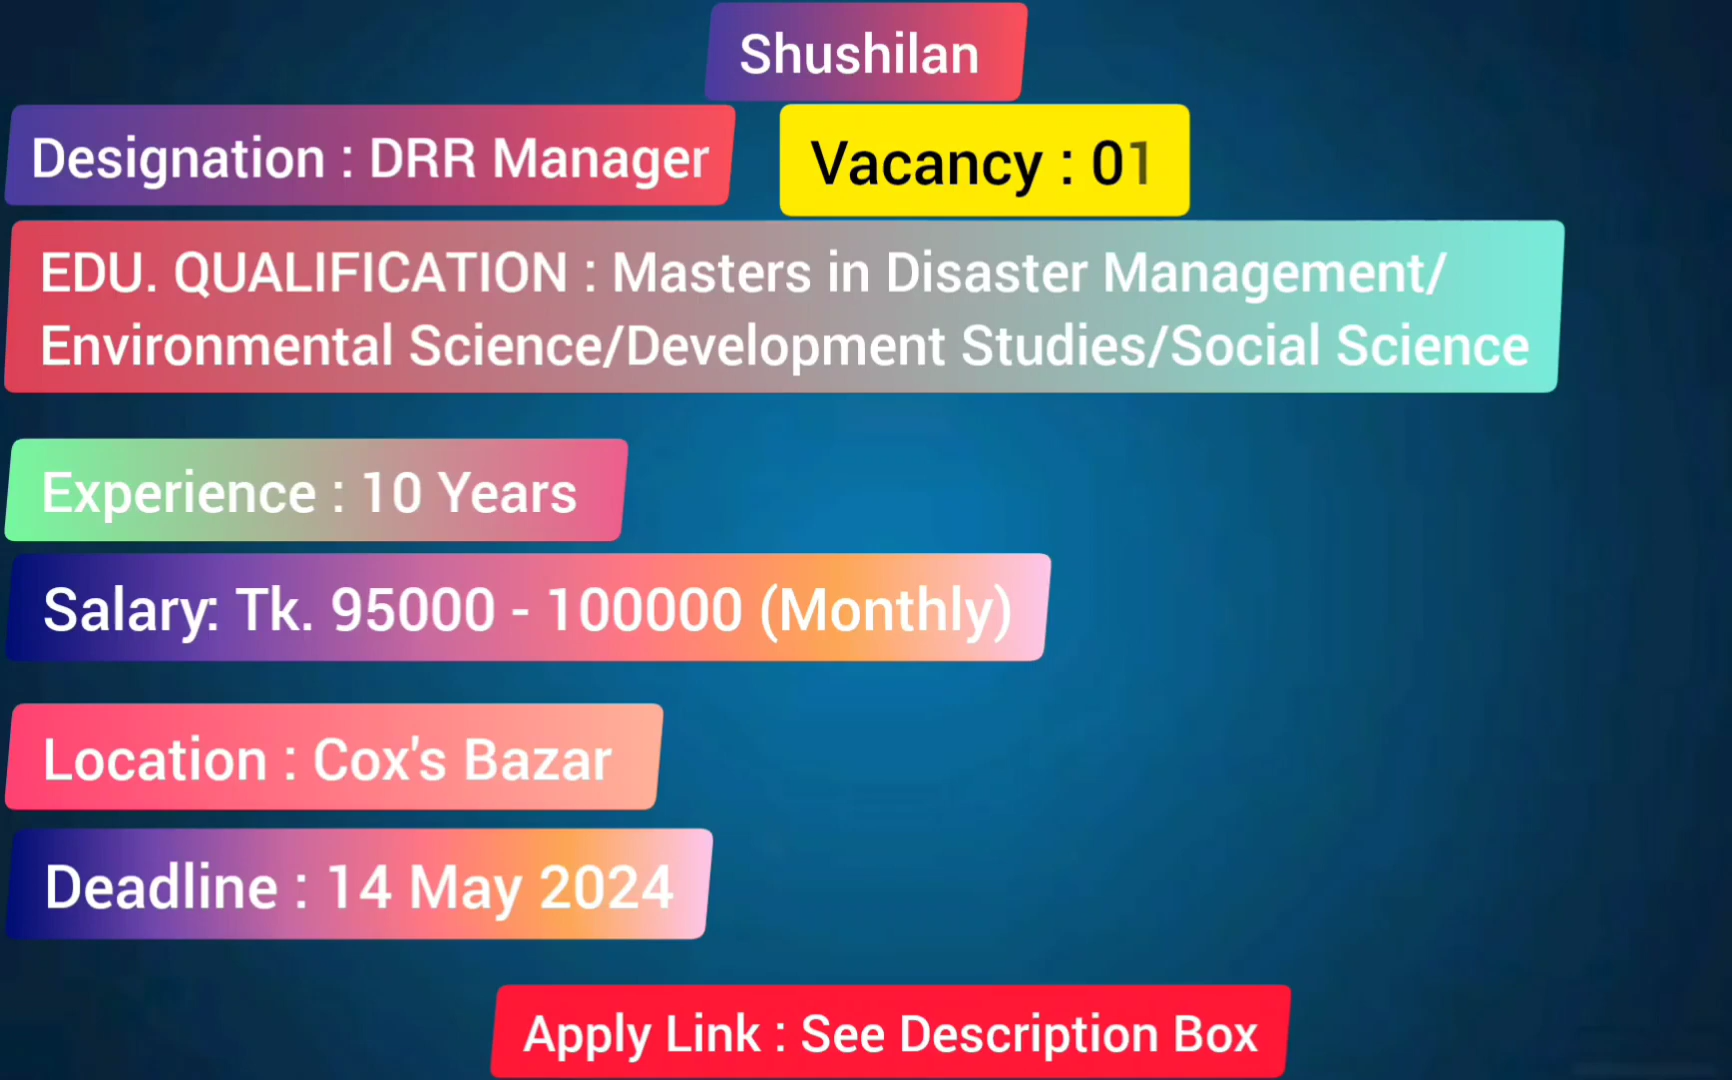 Shushilan
Designation : DRR Manager
Vacancy : 01
EDU. QUALIFICATION : Masters in Disaster Management/
Environmental Science/Development Studies/Social Science
Experience : 10 Years
Salary: Tk. 95000 - 100000 (Monthly)
Location : Cox's Bazar
Deadline : 14 May 2024
Apply Link : See Description Box